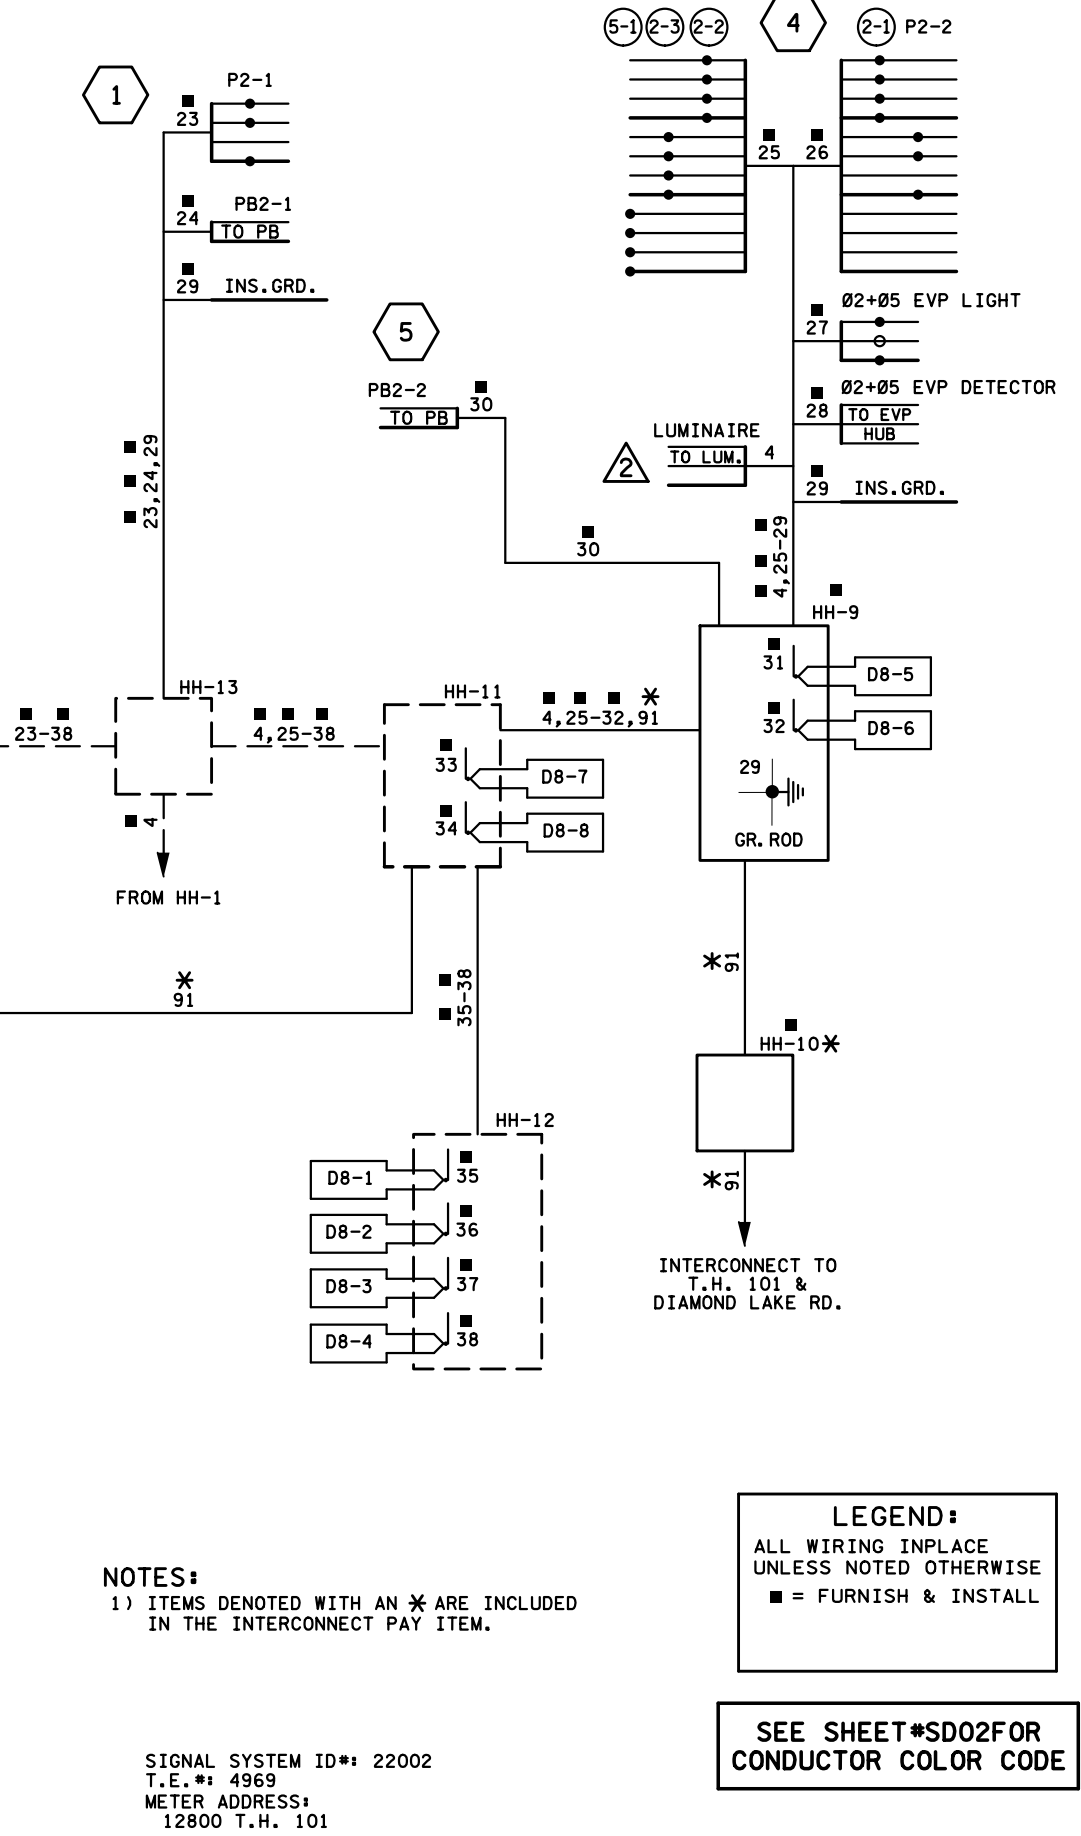 5-1 2-3 2-2 4 2-1 P2-2
1 P2-1
23
25 26
24 PB2-1
TO PB
29 INS.GRD.
Ø2+Ø5 EVP LIGHT
27
5
PB2-2
30
TO PB
Ø2+Ø5 EVP DETECTOR
28 TO EVP
HUB
LUMINAIRE
TO LUM. 4
2
29 INS.GRD.
23,24,29
30
4,25-29
HH-9
31 D8-5
32 D8-6
29
GR.ROD
HH-13
HH-11
23-38
4,25-38
4,25-32,91 *
33 D8-7
34 D8-8
4
FROM HH-1
*
91
35-38
*91
HH-10*
HH-12
D8-1 35
D8-2 36
D8-3 37
D8-4 38
*91
INTERCONNECT TO
T.H. 101 &
DIAMOND LAKE RD.
LEGEND:
ALL WIRING INPLACE
UNLESS NOTED OTHERWISE
■ = FURNISH & INSTALL
NOTES:
1) ITEMS DENOTED WITH AN * ARE INCLUDED
IN THE INTERCONNECT PAY ITEM.
SEE SHEET#SD02FOR
CONDUCTOR COLOR CODE
SIGNAL SYSTEM ID#: 22002
T.E.#: 4969
METER ADDRESS:
12800 T.H. 101